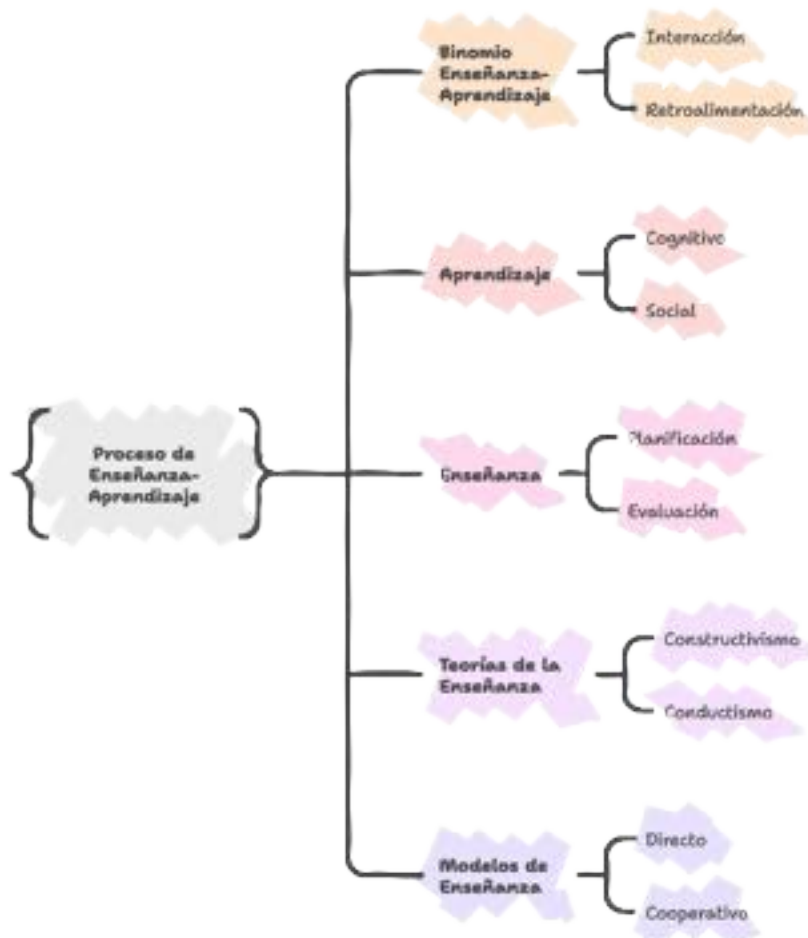 Proceso de
Enseñanza-
Aprendizaje
Binomio
Enseñanza-
Aprendizaje
Interacción
Retroalimentación
Aprendizaje
Cognitivo
Social
Enseñanza
Planificación
Evaluación
Teorías de la
Enseñanza
Constructivismo
Conductismo
Modelos de
Enseñanza
Directo
Cooperativo